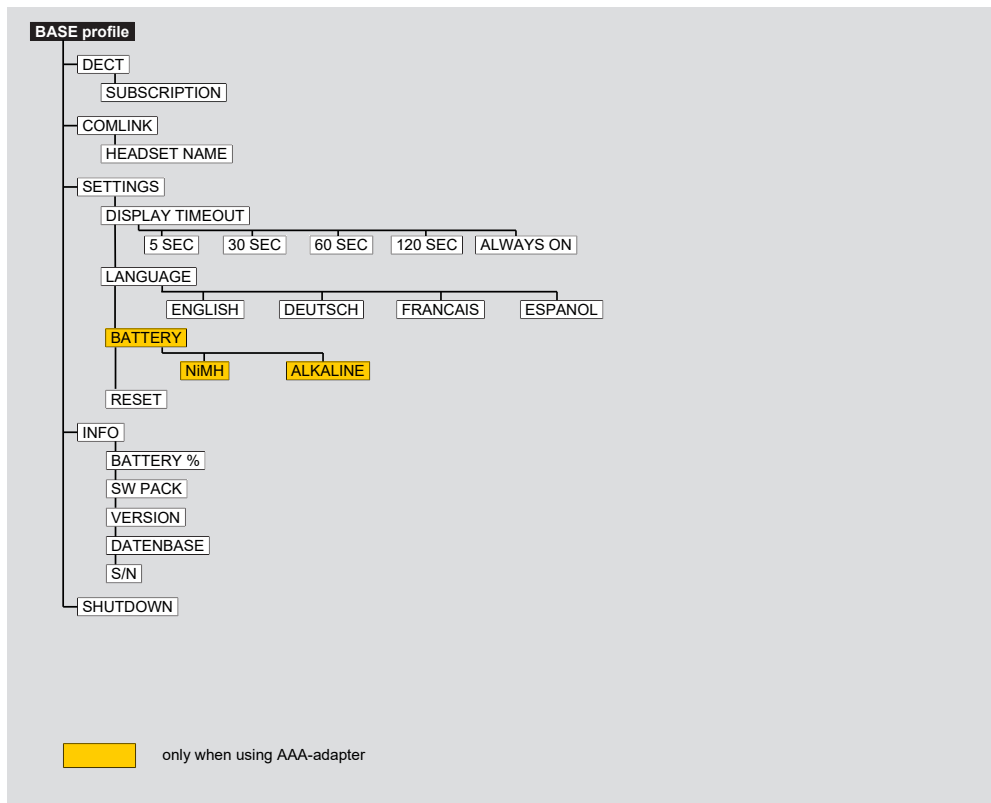 BASE profile
DECT
SUBSCRIPTION
COMLINK
HEADSET NAME
SETTINGS
DISPLAY TIMEOUT
5 SEC 30 SEC 60 SEC 120 SEC ALWAYS ON
LANGUAGE
ENGLISH DEUTSCH FRANCAIS ESPANOL
BATTERY
NiMH ALKALINE
RESET
INFO
BATTERY %
SW PACK
VERSION
DATENBASE
S/N
SHUTDOWN
only when using AAA-adapter